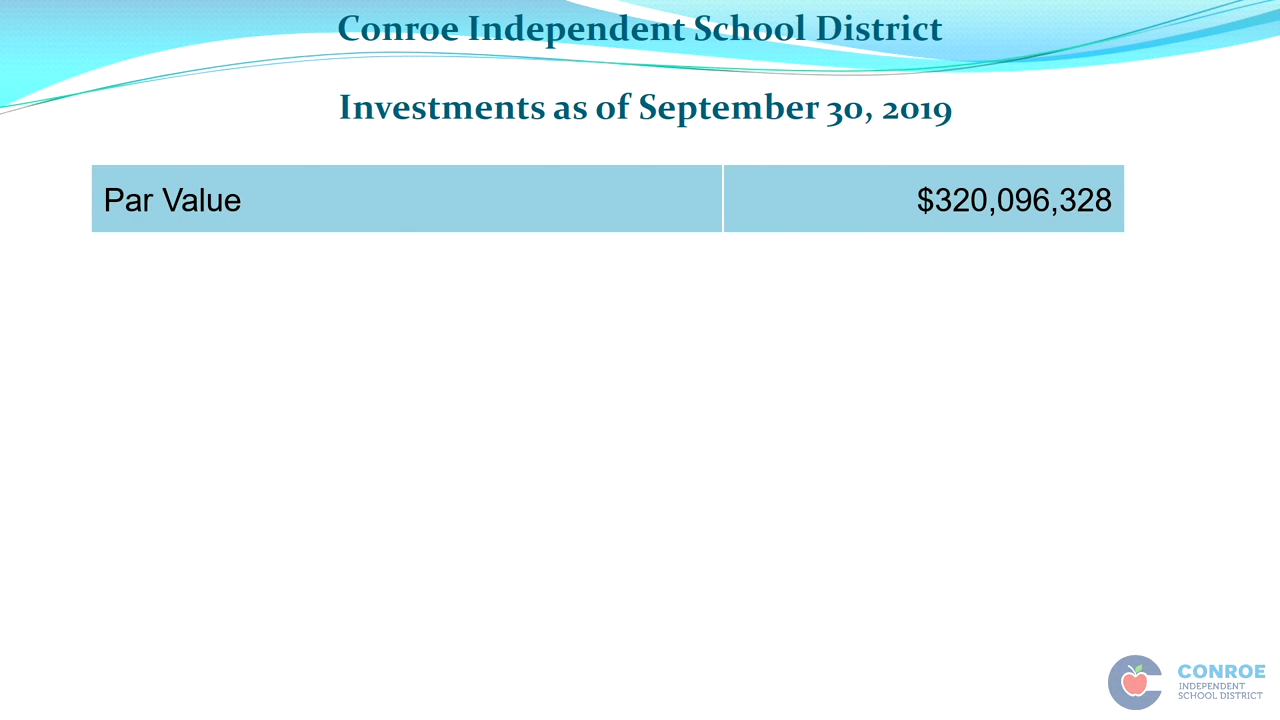 Conroe Independent School District
Investments as of September 30, 2019
Par Value $320,096,328
CONROE
INDEPENDENT
SCHOOL DISTRICT